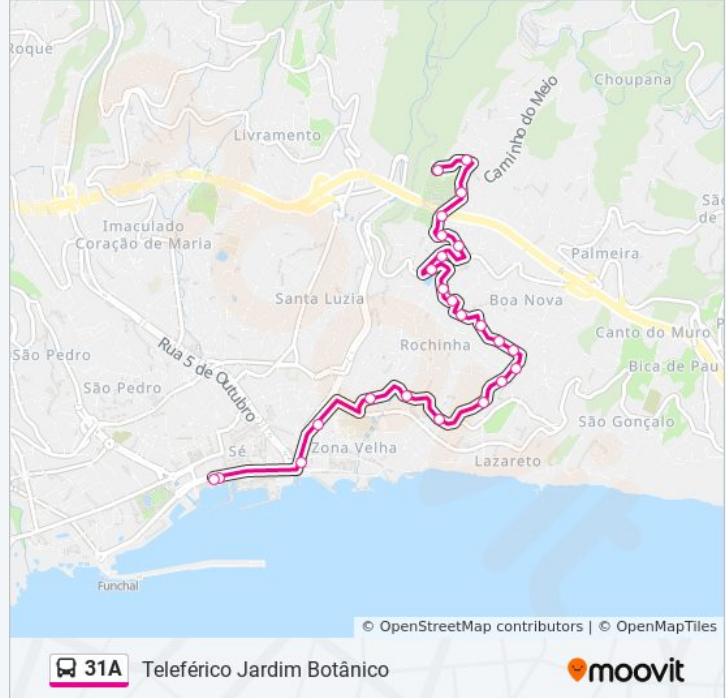 Roque
Choupana
Caminho do Meio
Livramento
Imaculado
Coração de Maria
Palmeira
Santa Luzia
Boa Nova
Canto do Muro
Rochinha
São Pedro
Rua 5 de Outubro
Bica de Pau
São Pedro
São Gonçalo
Sé
Zona Velha
Lazareto
Funchal
© OpenStreetMap contributors | © OpenMapTiles
31A Teleférico Jardim Botânico
moovit